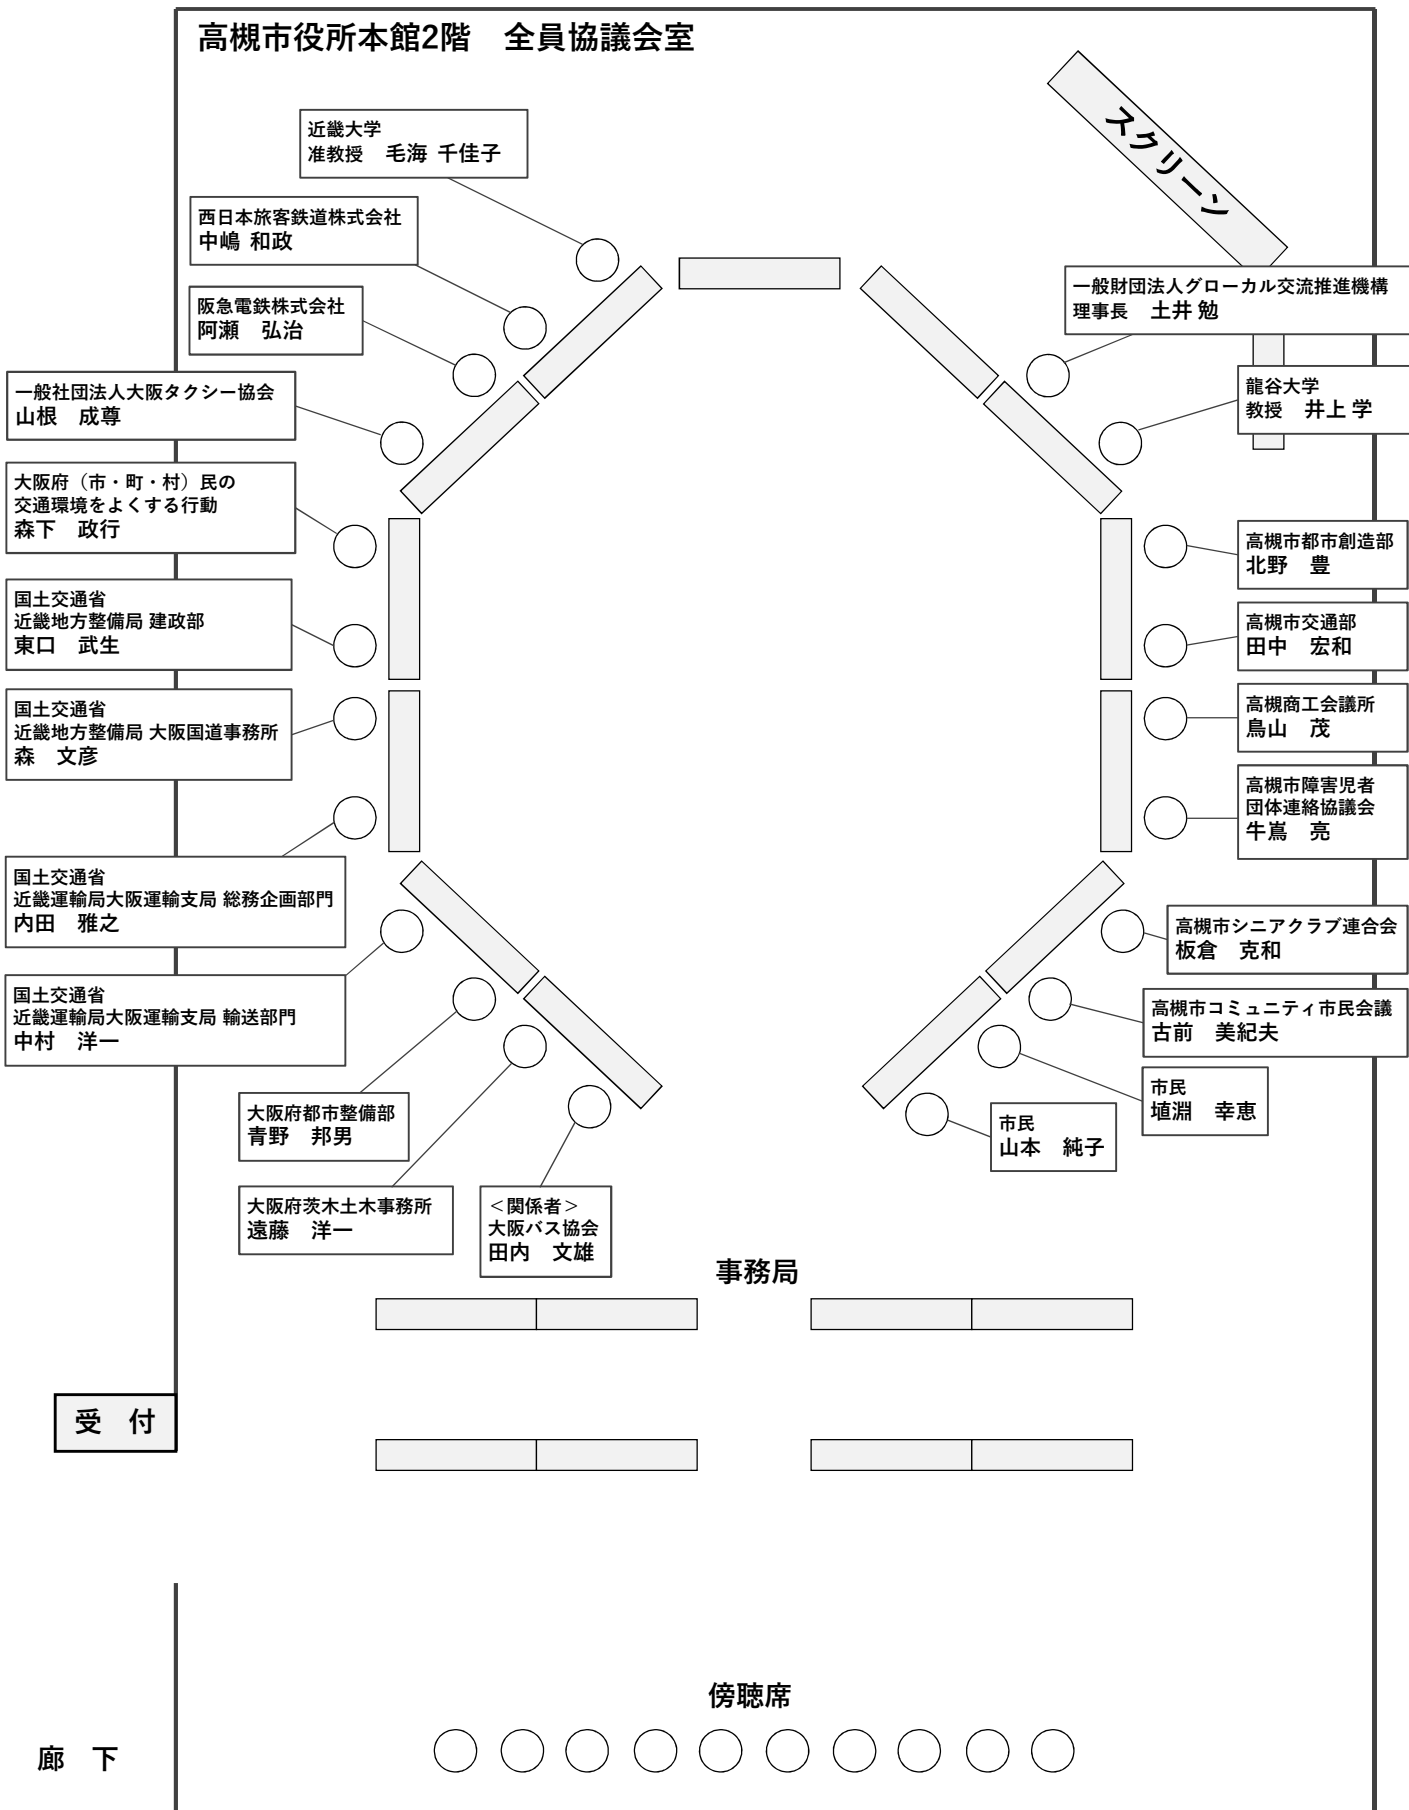 高槻市役所本館2階　全員協議会室
スクリーン
近畿大学
准教授　毛海 千佳子
西日本旅客鉄道株式会社
中嶋 和政
阪急電鉄株式会社
阿瀬　弘治
一般社団法人大阪タクシー協会
山根　成尊
大阪府（市・町・村）民の
交通環境をよくする行動
森下　政行
国土交通省
近畿地方整備局 建政部
東口　武生
国土交通省
近畿地方整備局 大阪国道事務所
森　文彦
国土交通省
近畿運輸局大阪運輸支局 総務企画部門
内田　雅之
国土交通省
近畿運輸局大阪運輸支局 輸送部門
中村　洋一
大阪府都市整備部
青野　邦男
大阪府茨木土木事務所
遠藤　洋一
＜関係者＞
大阪バス協会
田内　文雄
一般財団法人グローカル交流推進機構
理事長　土井 勉
龍谷大学
教授　井上 学
高槻市都市創造部
北野　豊
高槻市交通部
田中　宏和
高槻商工会議所
鳥山　茂
高槻市障害児者
団体連絡協議会
牛嶌　亮
高槻市シニアクラブ連合会
板倉　克和
高槻市コミュニティ市民会議
古前　美紀夫
市民
埴淵　幸恵
市民
山本　純子
事務局
受　付
傍聴席
廊　下